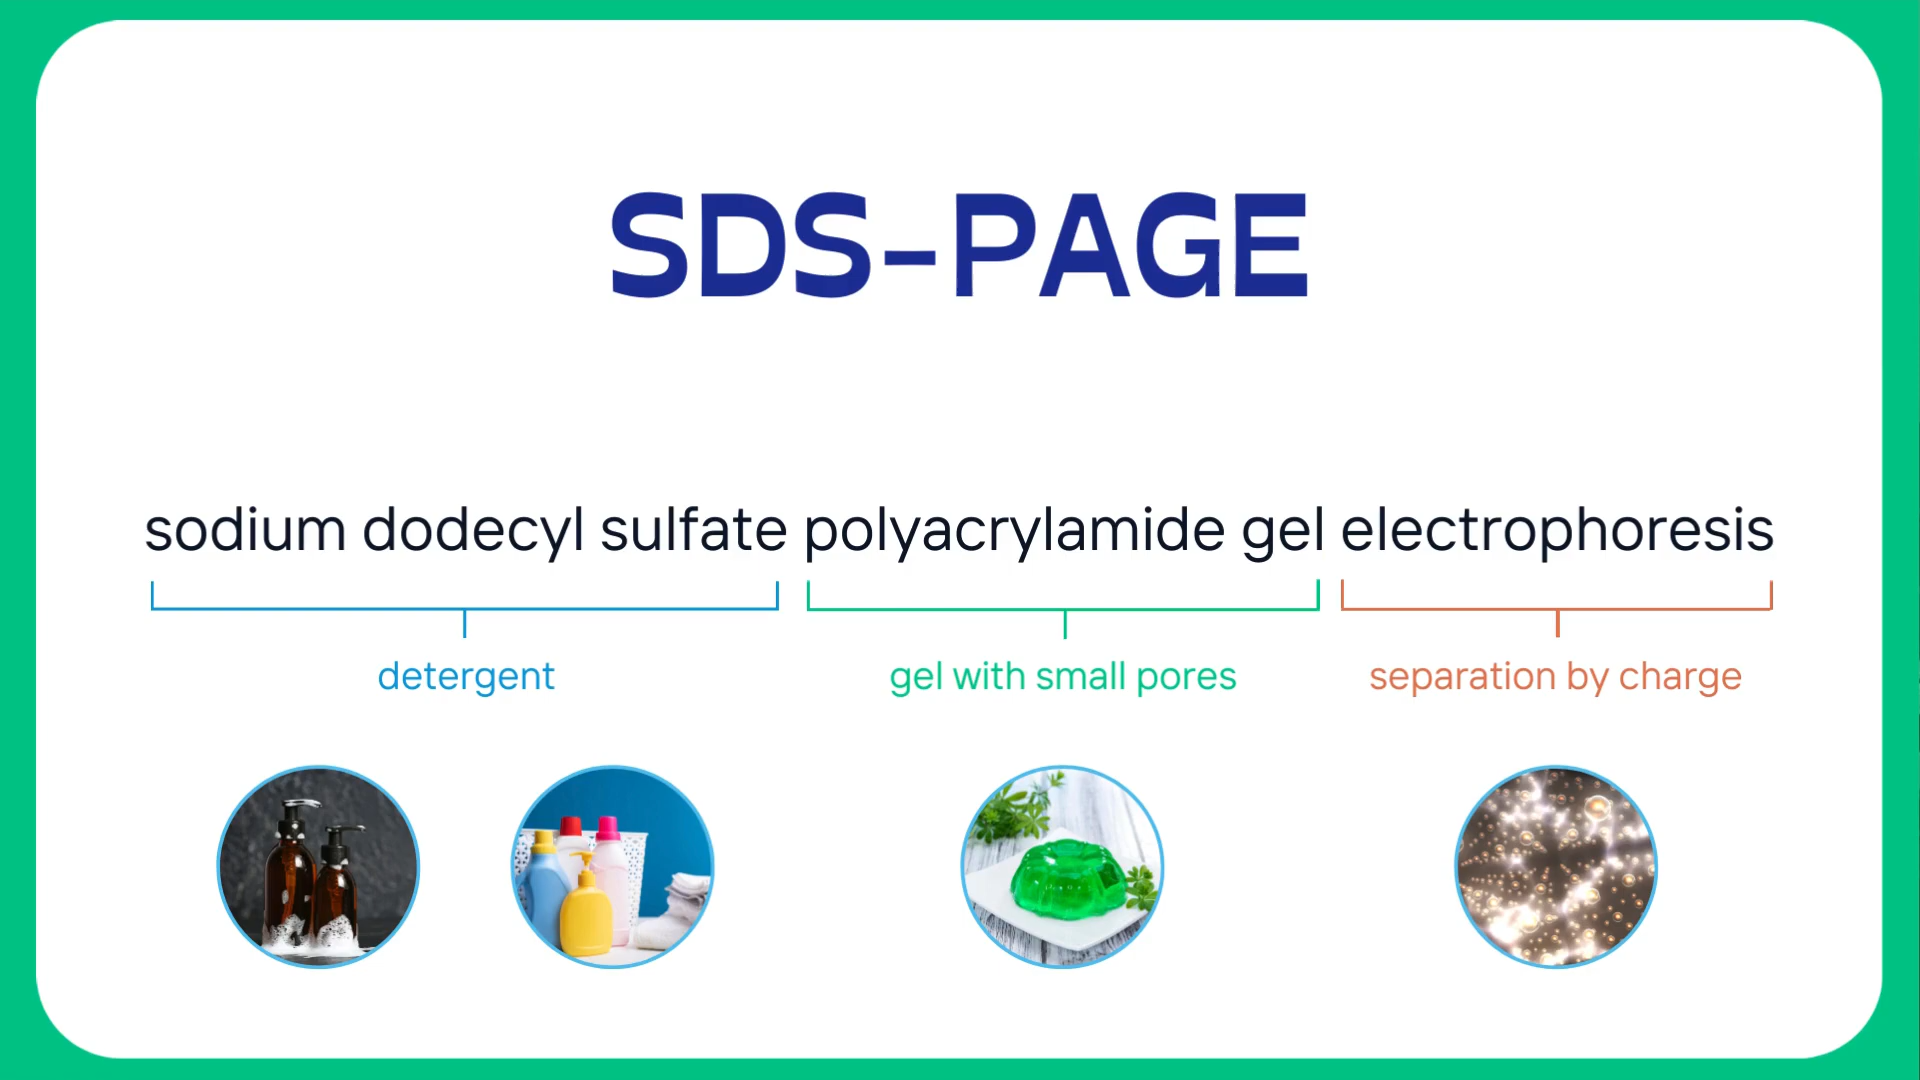 SDS-PAGE
sodium dodecyl sulfate polyacrylamide gel electrophoresis
detergent gel with small pores separation by charge